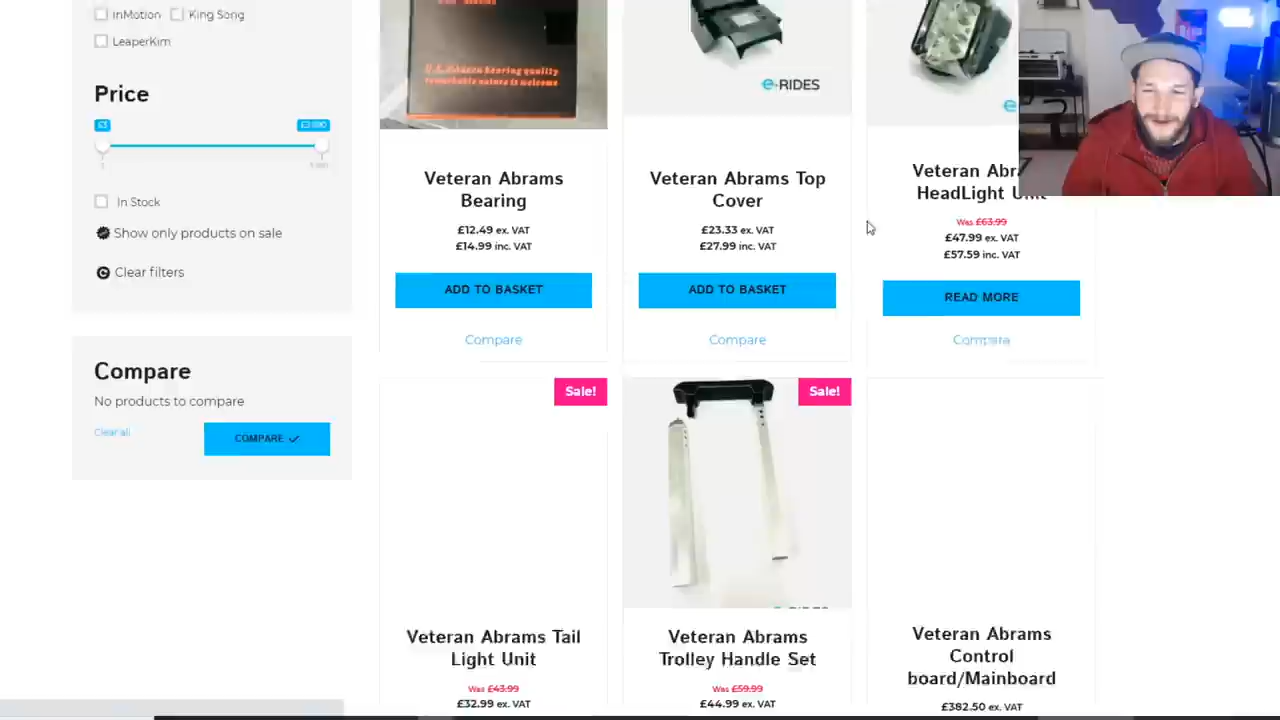 InMotion
King Song
LeaperKim
Price
In Stock
Show only products on sale
Clear filters
Compare
No products to compare
Clear all
COMPARE
e-RIDES
Veteran Abrams
Bearing
£12.49 ex. VAT
£14.99 inc. VAT
ADD TO BASKET
Compare
Veteran Abrams Top
Cover
£23.33 ex. VAT
£27.99 inc. VAT
ADD TO BASKET
Compare
Veteran
HeadLight
Was £63.99
£47.99 ex. VAT
£57.59 inc. VAT
READ MORE
Compare
Sale!
Veteran Abrams Tail
Light Unit
Was £43.99
£32.99 ex. VAT
Sale!
Veteran Abrams
Trolley Handle Set
Was £59.99
£44.99 ex. VAT
Veteran Abrams
Control
board/Mainboard
£382.50 ex. VAT